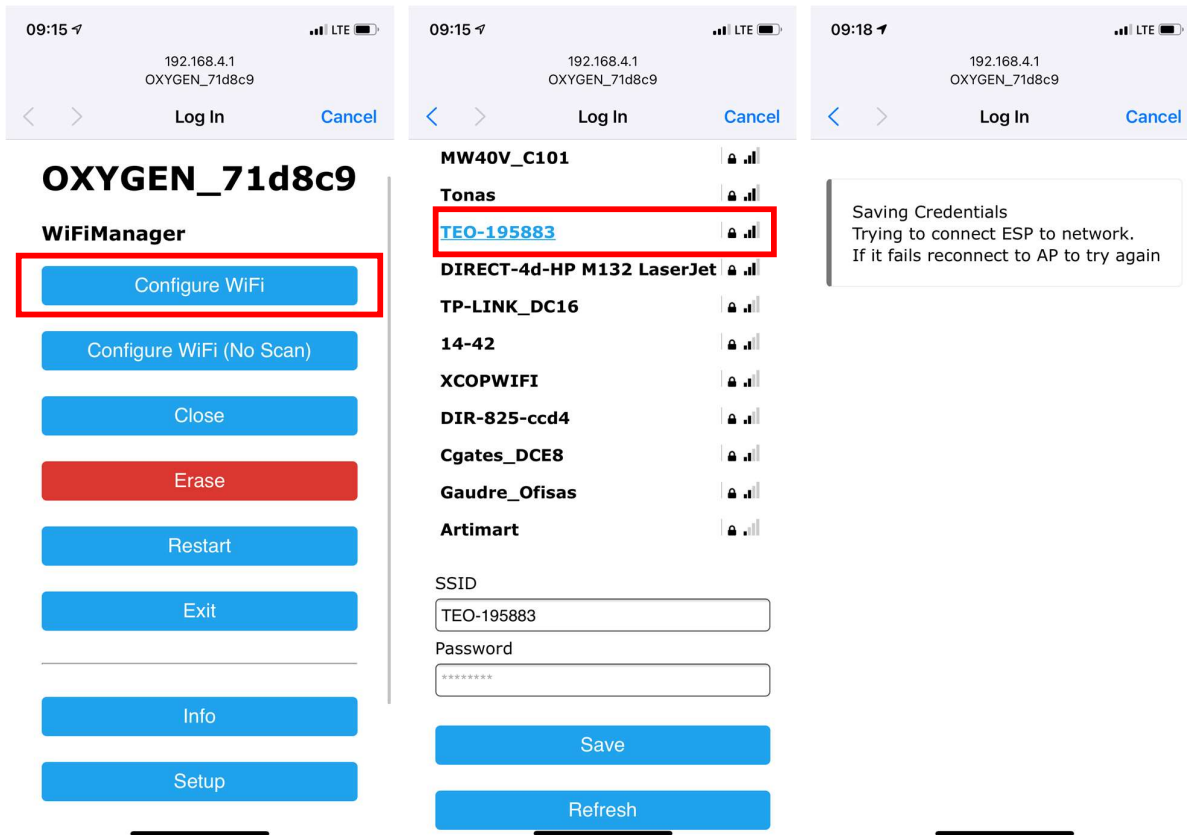 09:15
LTE
192.168.4.1
OXYGEN_71d8c9
Log In
Cancel
OXYGEN_71d8c9
WiFiManager
Configure WiFi
Configure WiFi (No Scan)
Close
Erase
Restart
Exit
Info
Setup
09:15
LTE
192.168.4.1
OXYGEN_71d8c9
Log In
Cancel
MW40V_C101
Tonas
TEO-195883
DIRECT-4d-HP M132 LaserJet
TP-LINK_DC16
14-42
XCOPWIFI
DIR-825-ccd4
Cgates_DCE8
Gaudre_Ofisas
Artimart
SSID
TEO-195883
Password
********
Save
Refresh
09:18
LTE
192.168.4.1
OXYGEN_71d8c9
Log In
Cancel
Saving Credentials
Trying to connect ESP to network.
If it fails reconnect to AP to try again